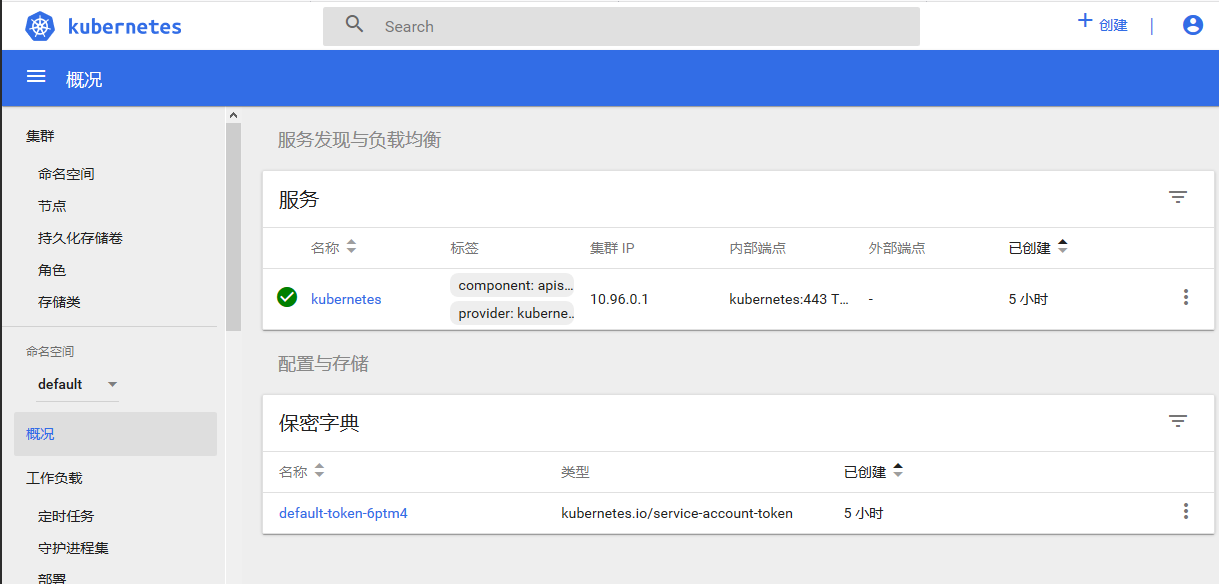 kubernetes
Search
创建
概况
集群
命名空间
节点
持久化存储卷
角色
存储类
命名空间
default
概况
工作负载
定时任务
守护进程集
部署
服务发现与负载均衡
服务
名称 标签 集群 IP 内部端点 外部端点 已创建
kubernetes component: apis... provider: kuberne.. 10.96.0.1 kubernetes:443 T... - 5 小时
配置与存储
保密字典
名称 类型 已创建
default-token-6ptm4 kubernetes.io/service-account-token 5 小时